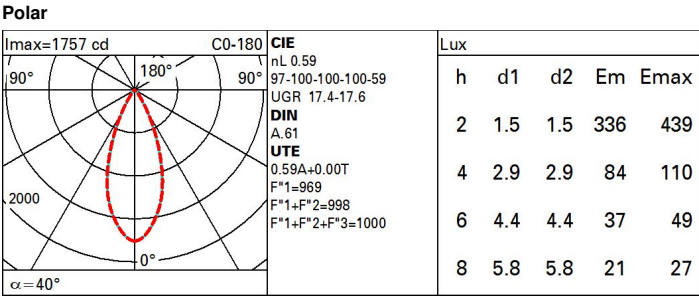 Polar
Imax=1757 cd C0-180
90° 180° 90°
2000
0°
α=40°
CIE
nL 0.59
97-100-100-100-59
UGR 17.4-17.6
DIN
A.61
UTE
0.59A+0.00T
F"1=969
F"1+F"2=998
F"1+F"2+F"3=1000
Lux
h d1 d2 Em Emax
2 1.5 1.5 336 439
4 2.9 2.9 84 110
6 4.4 4.4 37 49
8 5.8 5.8 21 27